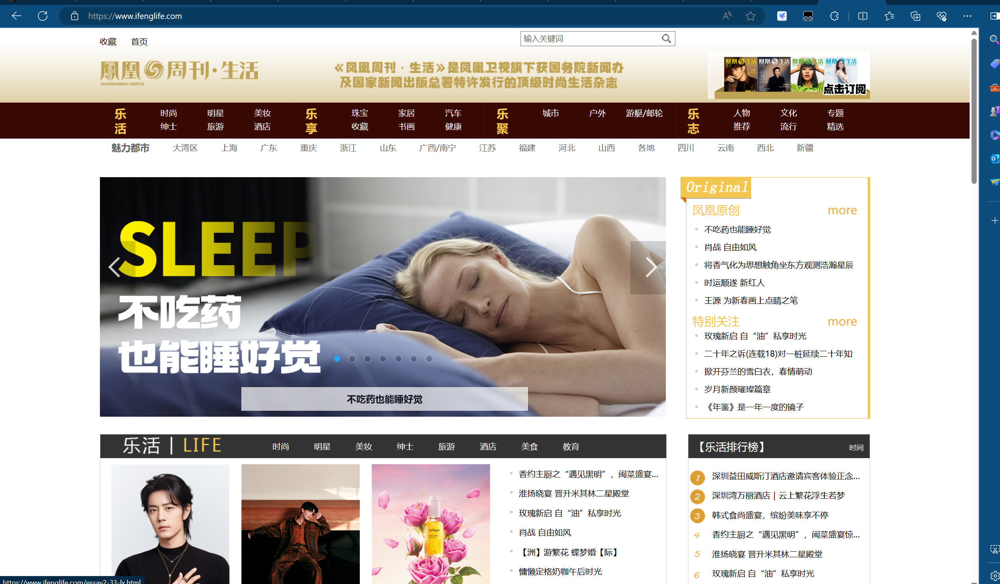 https://www.ifenglife.com
收藏 首页
输入关键词
鳳凰周刊·生活
PHOENIXWEEKLY LIFESTYLE
《凤凰周刊·生活》是凤凰卫视旗下获国务院新闻办
及国家新闻出版总署特许发行的顶级时尚生活杂志
鳳凰生活 鳳凰生活 鳳凰生活 鳳凰生活
点击订阅
乐活 时尚 明星 美妆 乐享 珠宝 家居 汽车 乐聚 城市 户外 游艇/邮轮 乐志 人物 文化 专题
绅士 旅游 酒店 收藏 书画 健康 推荐 流行 精选
魅力都市 大湾区 上海 广东 重庆 浙江 山东 广西/南宁 江苏 福建 河北 山西 各地 四川 云南 西北 新疆
SLEEP
不吃药
也能睡好觉
不吃药也能睡好觉
Original
凤凰原创 more
不吃药也能睡好觉
肖战 自由如风
将香气化为思想触角坐东方观测浩瀚星辰
时运顺遂 新红人
王源 为新春画上点睛之笔
特别关注 more
玫瑰新启 自“油”私享时光
二十年之诉(连载18)对一桩延续二十年知
掀开芬兰的雪白衣，春情萌动
岁月新颜璀璨篇章
《年鉴》是一年一度的镜子
乐活 | LIFE 时尚 明星 美妆 绅士 旅游 酒店 美食 教育
Jurlique
香约主厨之“遇见黑明”，闽菜盛宴...
淮扬晓宴 晋升米其林二星殿堂
玫瑰新启 自“油”私享时光
肖战 自由如风
【洲】游繁花 蝶梦婚【际】
慵懒定格奶咖午后时光
【乐活排行榜】 时间
1 深圳益田威斯汀酒店邀请宾客体验正念...
2 深圳湾万丽酒店 | 云上繁花浮生若梦
3 韩式食尚盛宴，缤纷美味享不停
4 香约主厨之“遇见黑明”，闽菜盛宴惊...
5 淮扬晓宴 晋升米其林二星殿堂
6 玫瑰新启 自“油”私享时光
https://www.ifenglife.com/essay2-33-lx.html